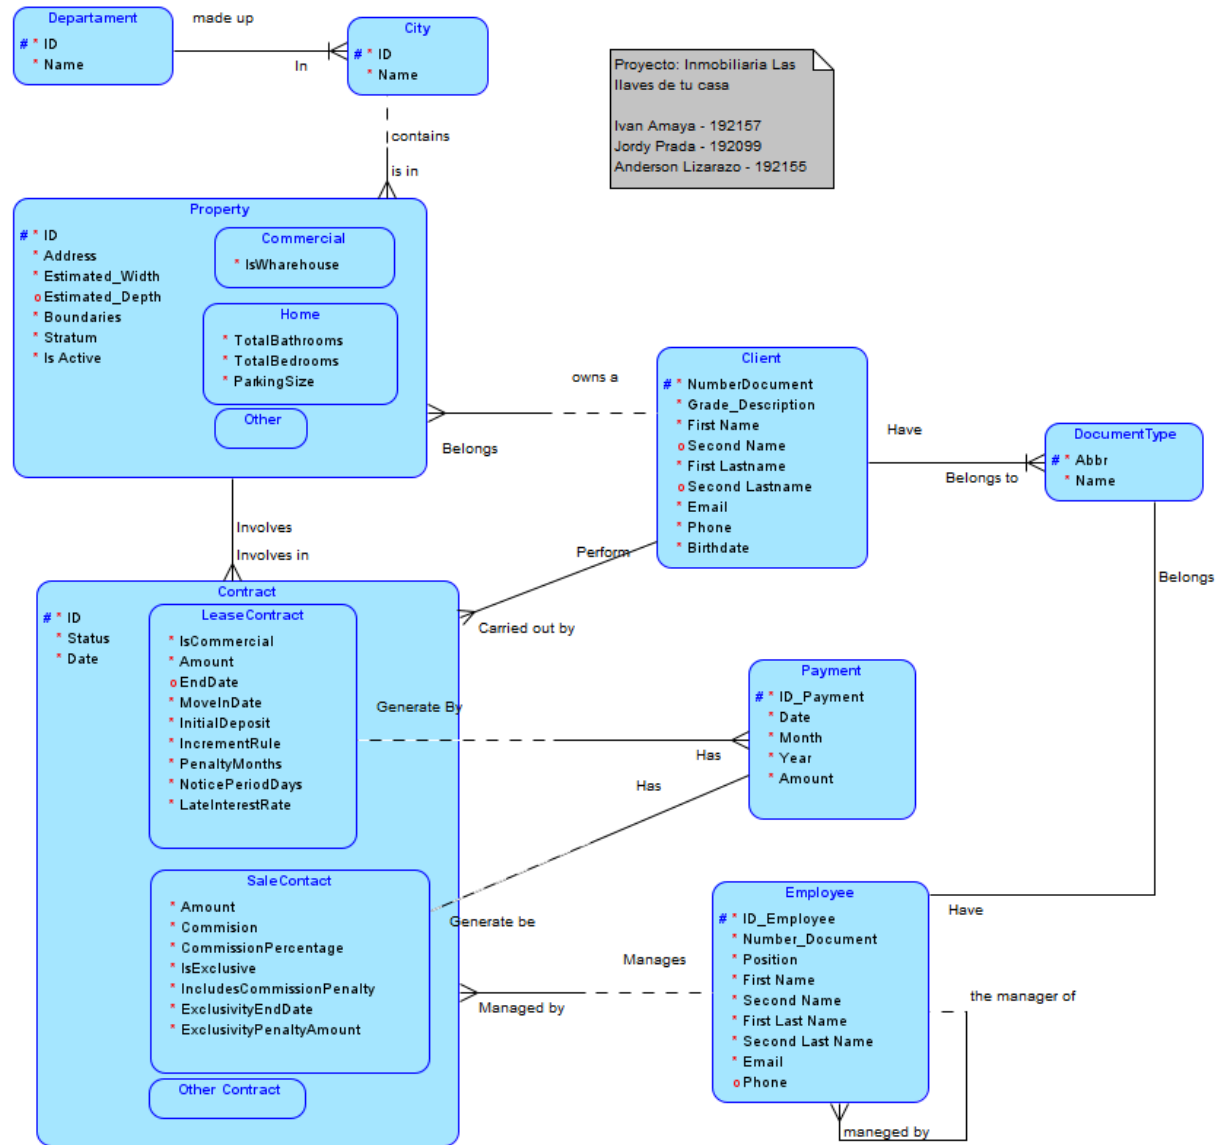 Departament
# * ID
* Name
made up
In
City
# * ID
* Name
contains
is in
Proyecto: Inmobiliaria Las
llaves de tu casa
Ivan Amaya - 192157
Jordy Prada - 192099
Anderson Lizarazo - 192155
Property
# * ID
* Address
* Estimated_Width
o Estimated_Depth
* Boundaries
* Stratum
* Is Active
Commercial
* IsWharehouse
Home
* TotalBathrooms
* TotalBedrooms
* ParkingSize
Other
owns a
Belongs
Client
# * NumberDocument
* Grade_Description
* First Name
o Second Name
* First Lastname
o Second Lastname
* Email
* Phone
* Birthdate
Have
Belongs to
DocumentType
# * Abbr
* Name
Involves
Involves in
Perform
Carried out by
Belongs
Contract
# * ID
* Status
* Date
LeaseContract
* IsCommercial
* Amount
o EndDate
* MoveInDate
* InitialDeposit
* IncrementRule
* PenaltyMonths
* NoticePeriodDays
* LateInterestRate
Generate By
Has
Payment
# * ID_Payment
* Date
* Month
* Year
* Amount
Has
Generate be
SaleContact
* Amount
* Commision
* CommissionPercentage
* IsExclusive
* IncludesCommissionPenalty
* ExclusivityEndDate
* ExclusivityPenaltyAmount
Other Contract
Manages
Managed by
Employee
# * ID_Employee
* Number_Document
* Position
* First Name
* Second Name
* First Last Name
* Second Last Name
* Email
o Phone
Have
the manager of
maneged by